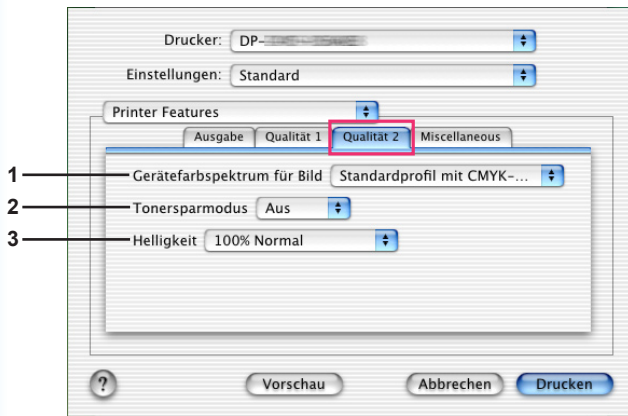 Drucker: DP-
Einstellungen: Standard
Printer Features
Ausgabe Qualität 1 Qualität 2 Miscellaneous
1 Gerätefarbspektrum für Bild Standardprofil mit CMYK-...
2 Tonersparmodus Aus
3 Helligkeit 100% Normal
? Vorschau Abbrechen Drucken